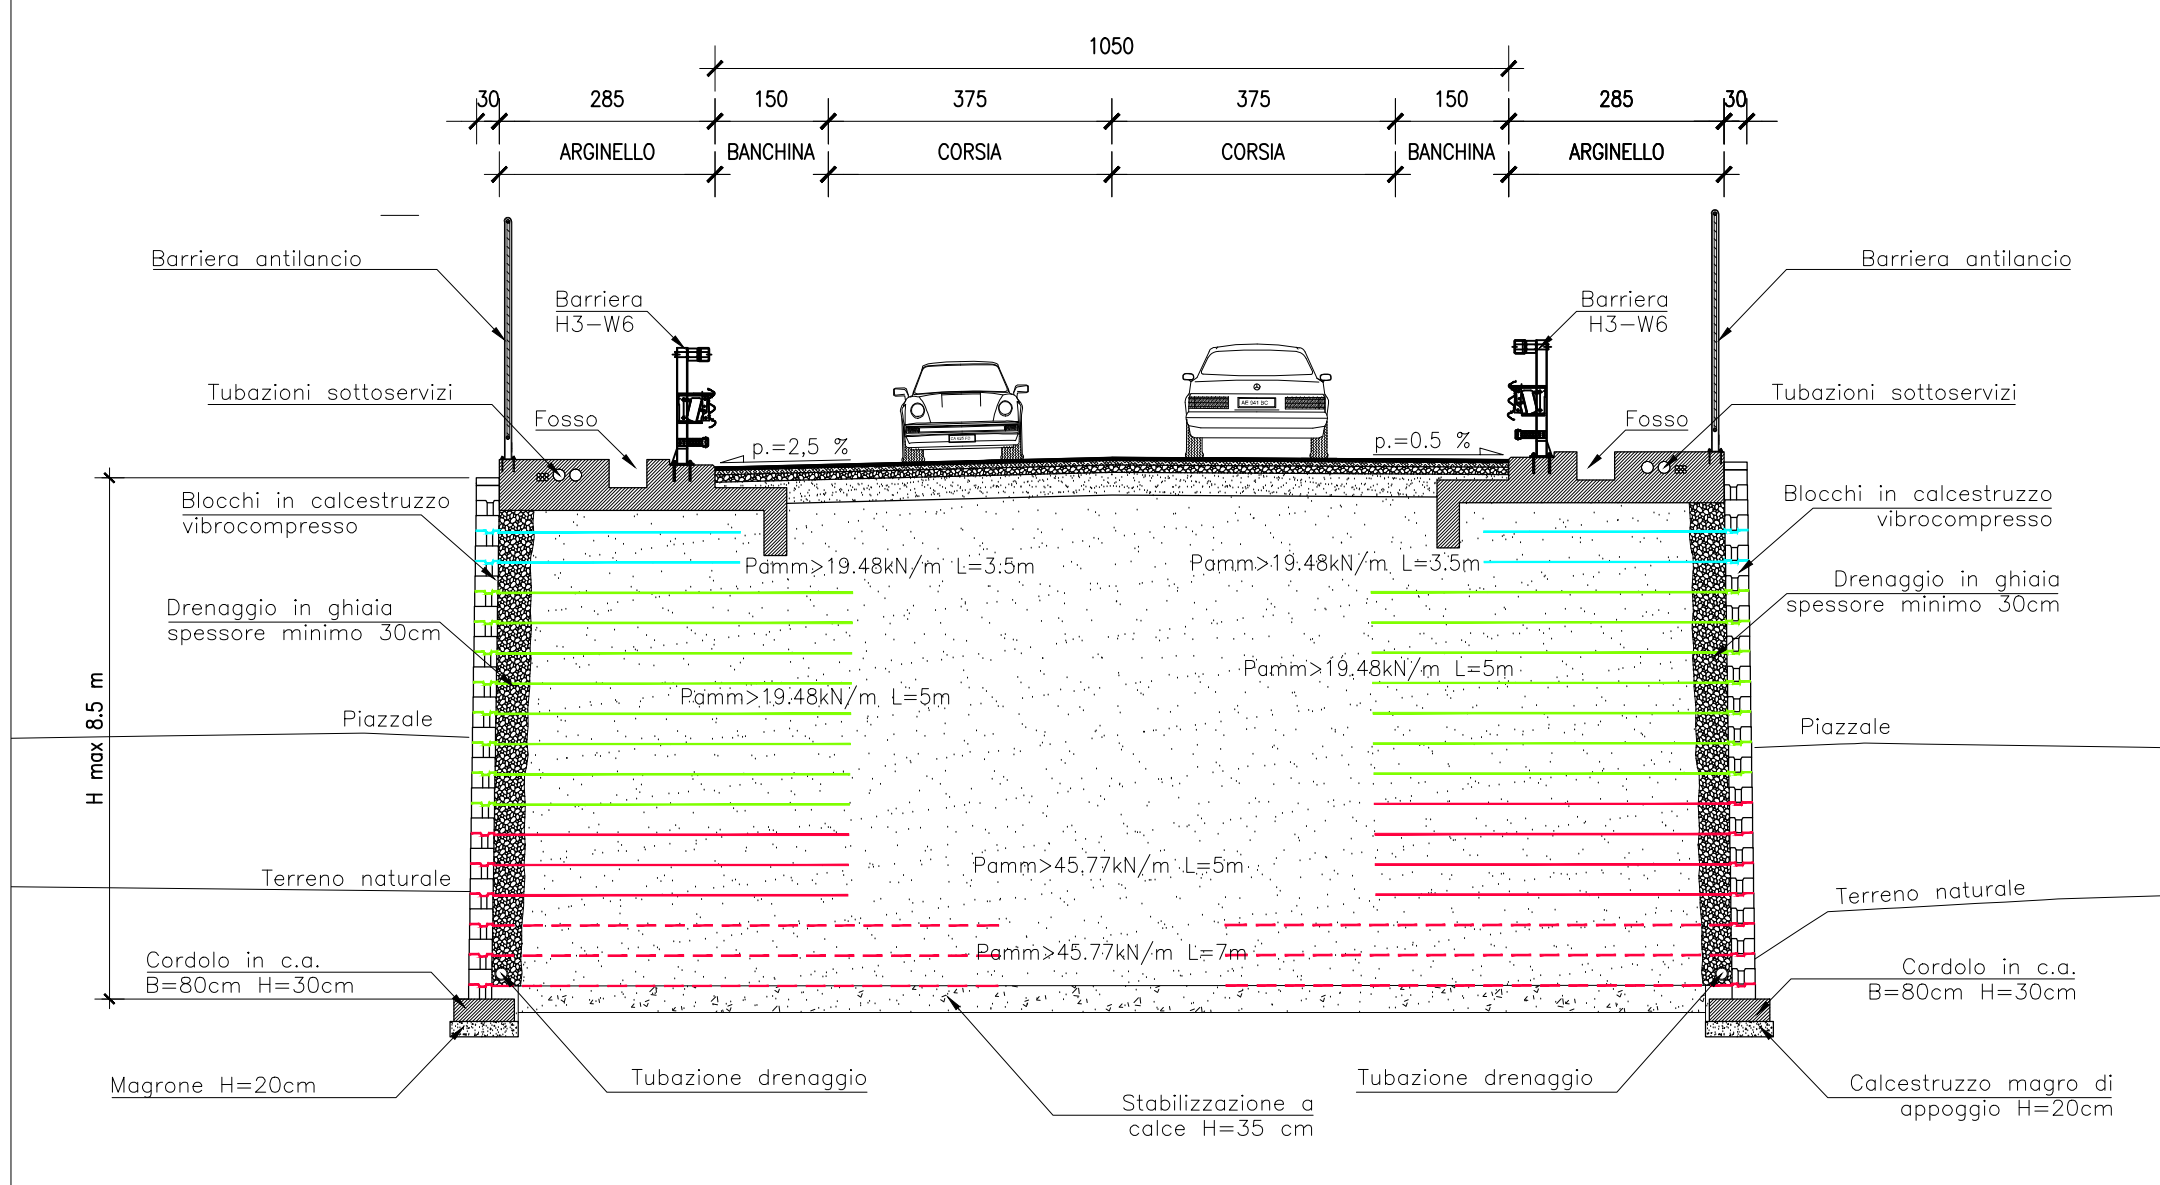 1050
30 285 150 375 375 150 285 30
ARGINELLO BANCHINA CORSIA CORSIA BANCHINA ARGINELLO
Barriera antilancio
Barriera antilancio
Barriera
H3-W6
Barriera
H3-W6
Tubazioni sottoservizi
Tubazioni sottoservizi
Fosso
Fosso
AE 041 BC
p.=2,5 %
p.=0.5 %
Blocchi in calcestruzzo
vibrocompresso
Blocchi in calcestruzzo
vibrocompresso
Pamm>19.48kN/m L=3.5m
Pamm>19.48kN/m L=3.5m
Drenaggio in ghiaia
spessore minimo 30cm
Drenaggio in ghiaia
spessore minimo 30cm
Pamm>19.48kN/m L=5m
Pamm>19.48kN/m L=5m
H max 8.5 m
Piazzale
Piazzale
Pamm>45.77kN/m L=5m
Terreno naturale
Terreno naturale
Pamm>45.77kN/m L=7m
Cordolo in c.a.
B=80cm H=30cm
Cordolo in c.a.
B=80cm H=30cm
Magrone H=20cm
Tubazione drenaggio
Tubazione drenaggio
Calcestruzzo magro di
appoggio H=20cm
Stabilizzazione a
calce H=35 cm